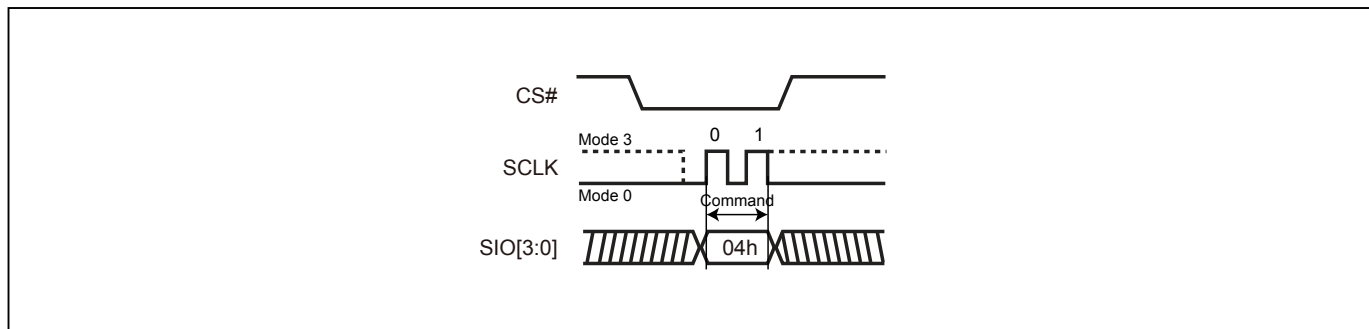 CS#
Mode 3
0 1
SCLK
Mode 0
Command
SIO[3:0]
04h